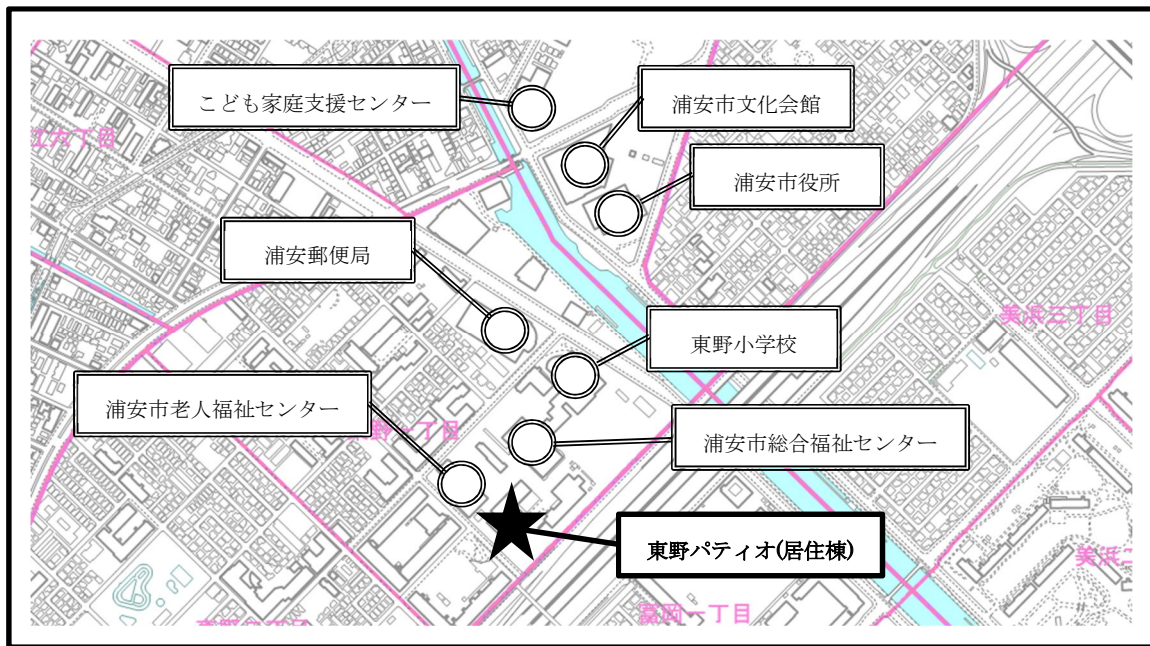 こども家庭支援センター
浦安市文化会館
浦安市役所
浦安郵便局
美浜三丁目
東野小学校
浦安市老人福祉センター
浦安市総合福祉センター
東野パティオ(居住棟)
富岡一丁目